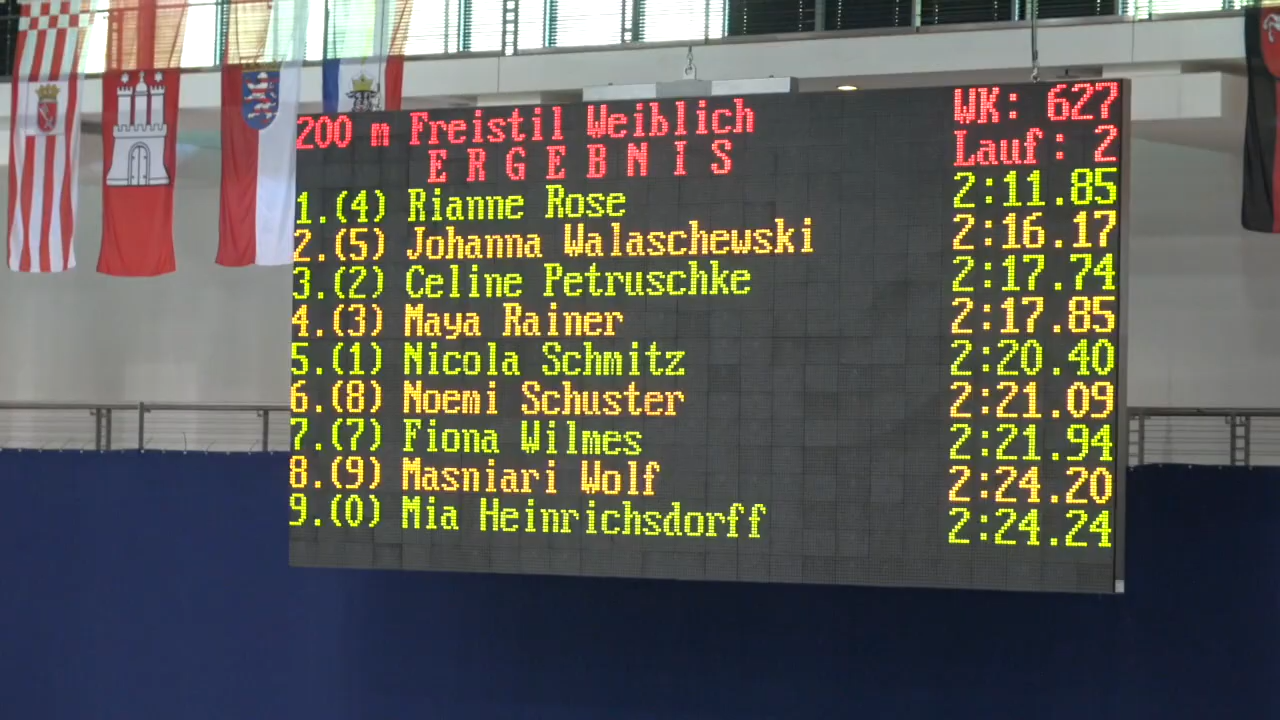 200 m Freistil Weiblich WK: 627
E R G E B N I S Lauf: 2
1.(4) Rianne Rose 2:11.85
2.(5) Johanna Walaschewski 2:16.17
3.(2) Celine Petruschke 2:17.74
4.(3) Maya Rainer 2:17.85
5.(1) Nicola Schmitz 2:20.40
6.(8) Noemi Schuster 2:21.09
7.(7) Fiona Wilmes 2:21.94
8.(9) Masniari Wolf 2:24.20
9.(0) Mia Heinrichsdorff 2:24.24